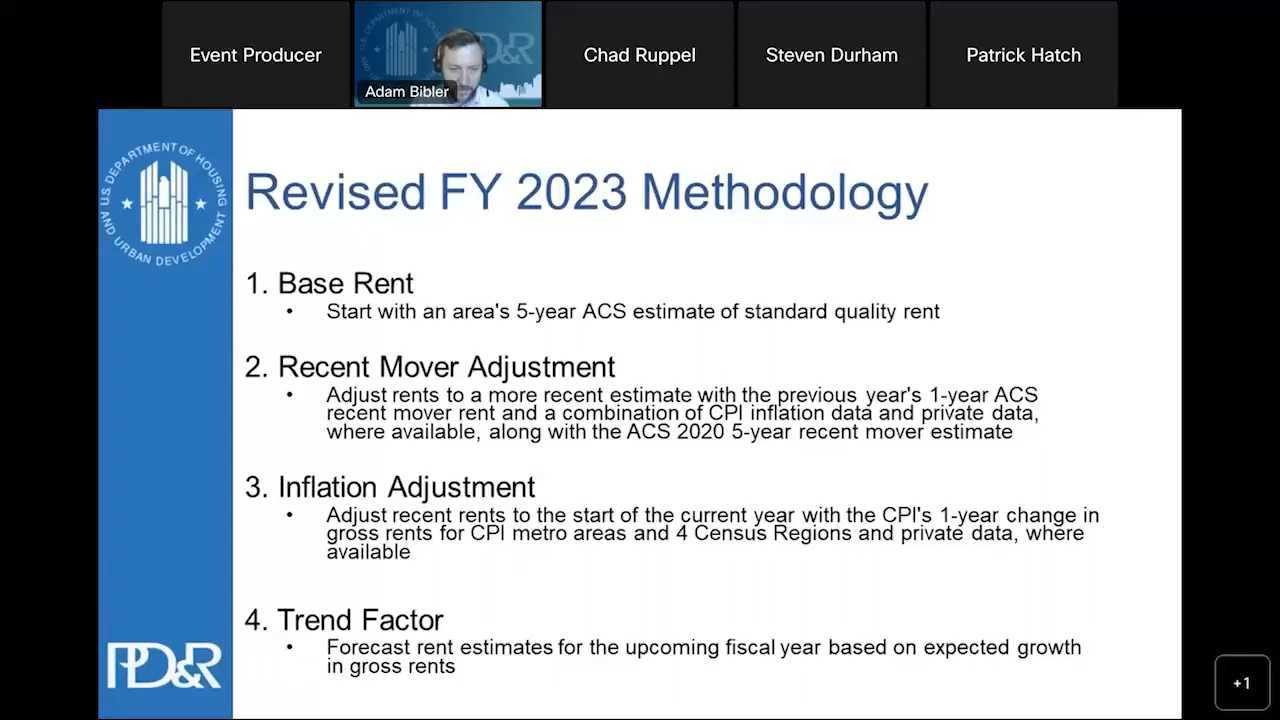 Event Producer
Adam Bibler
Chad Ruppel
Steven Durham
Patrick Hatch
U.S. DEPARTMENT OF HOUSING
AND URBAN DEVELOPMENT
Revised FY 2023 Methodology
1. Base Rent
• Start with an area's 5-year ACS estimate of standard quality rent
2. Recent Mover Adjustment
• Adjust rents to a more recent estimate with the previous year's 1-year ACS
recent mover rent and a combination of CPI inflation data and private data,
where available, along with the ACS 2020 5-year recent mover estimate
3. Inflation Adjustment
• Adjust recent rents to the start of the current year with the CPI's 1-year change in
gross rents for CPI metro areas and 4 Census Regions and private data, where
available
4. Trend Factor
• Forecast rent estimates for the upcoming fiscal year based on expected growth
in gross rents
PD&R
+1